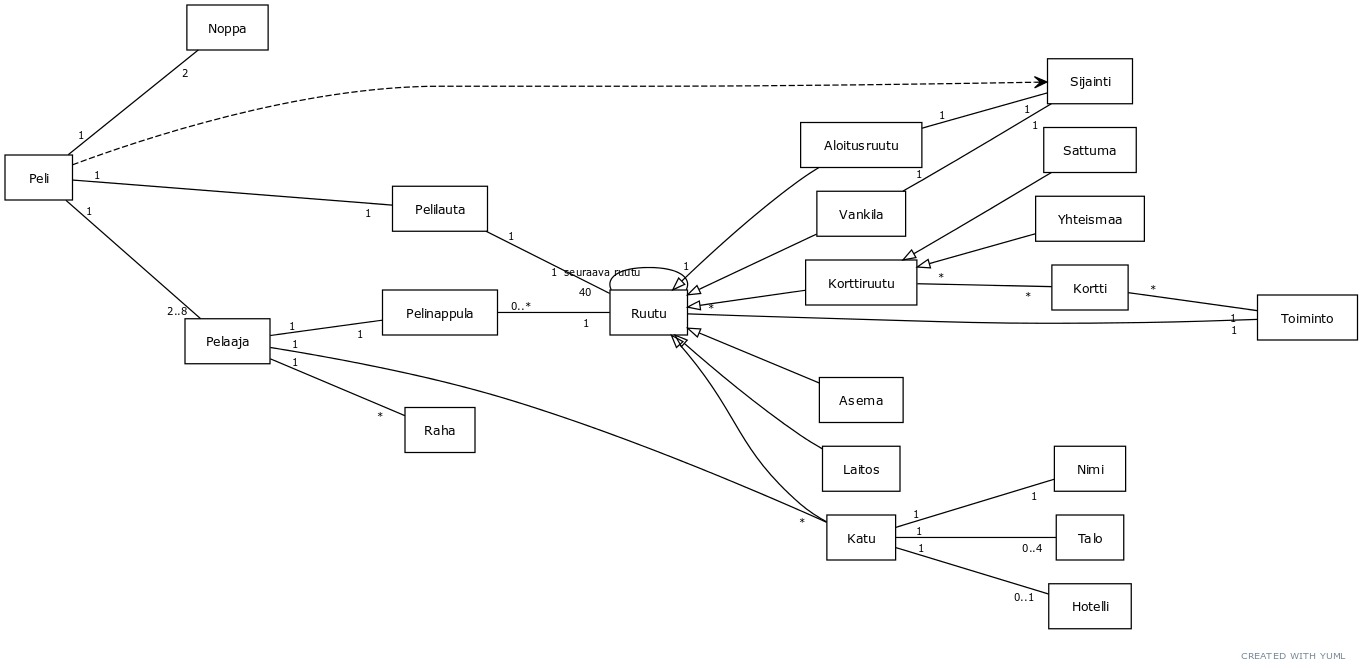 Noppa
2
1
Peli
1
1
Pelilauta
1
1
2..8
Pelaaja
1
1
1
1
Pelinappula
*
Raha
0..*
1
1 seuraava ruutu
40
1
Ruutu
*
Aloitusruutu
1
Vankila
1
Korttiruutu
*
Asema
Laitos
*
Katu
1
1
1
Sijainti
1
1
Sattuma
Yhteismaa
*
Kortti
*
1
1
Toiminto
1
Nimi
0..4
Talo
0..1
Hotelli
CREATED WITH YUML